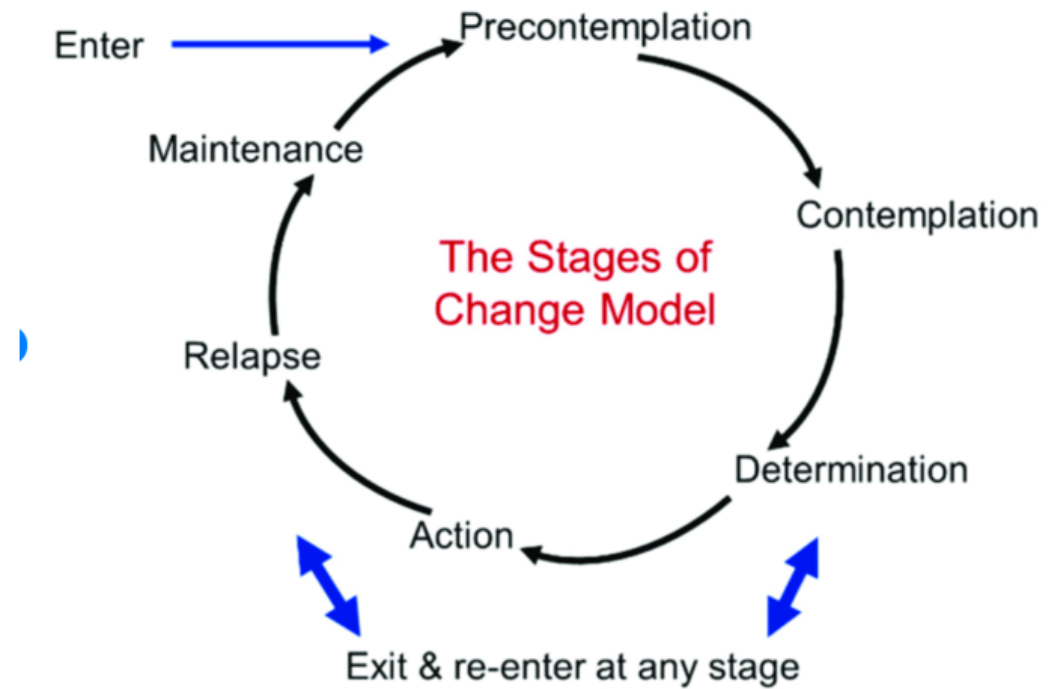 Enter
Precontemplation
Maintenance
Contemplation
The Stages of
Change Model
Relapse
Determination
Action
Exit & re-enter at any stage